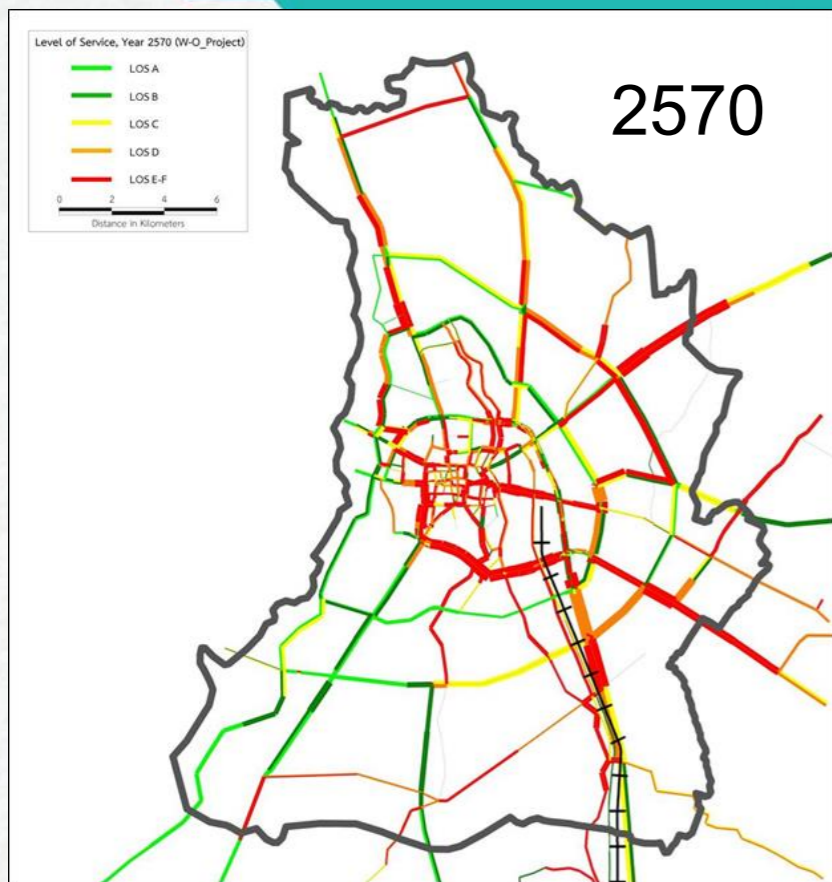 Level of Service, Year 2570 (W-O_Project)
LOS A
LOS B
LOS C
LOS D
LOS E-F
0 2 4 6
Distance in Kilometers
2570